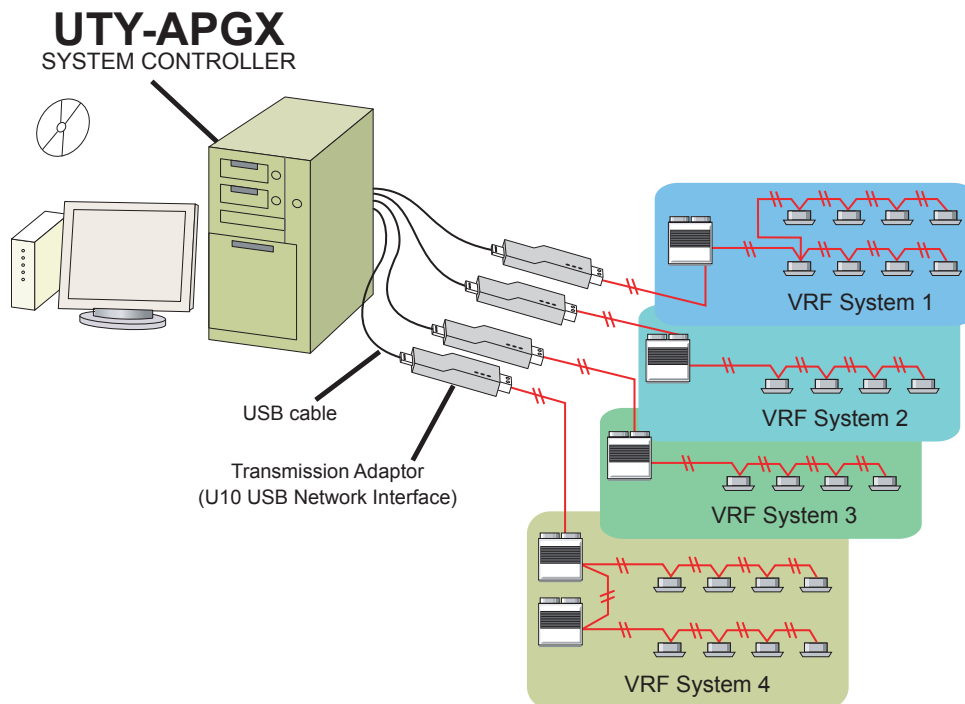 UTY-APGX
SYSTEM CONTROLLER
USB cable
Transmission Adaptor
(U10 USB Network Interface)
VRF System 1
VRF System 2
VRF System 3
VRF System 4